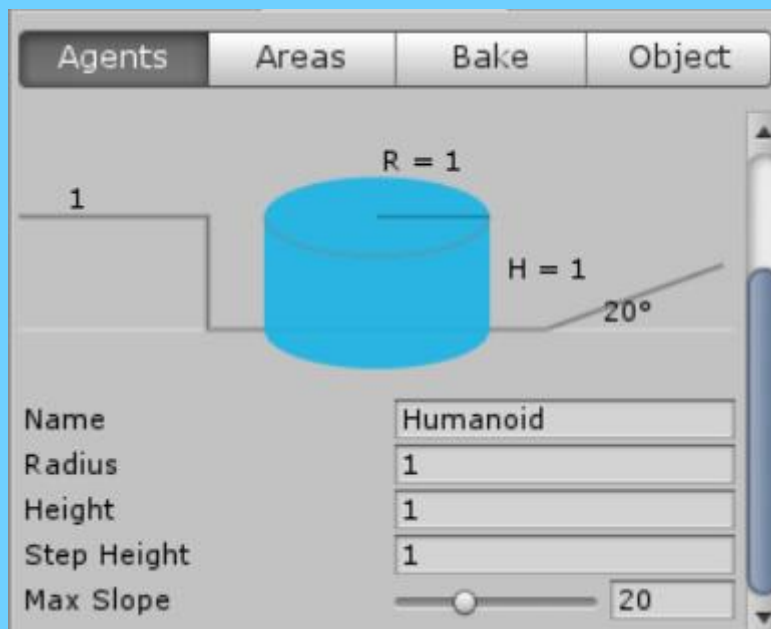 Agents Areas Bake Object
R = 1
1
H = 1
20°
Name Humanoid
Radius 1
Height 1
Step Height 1
Max Slope 20